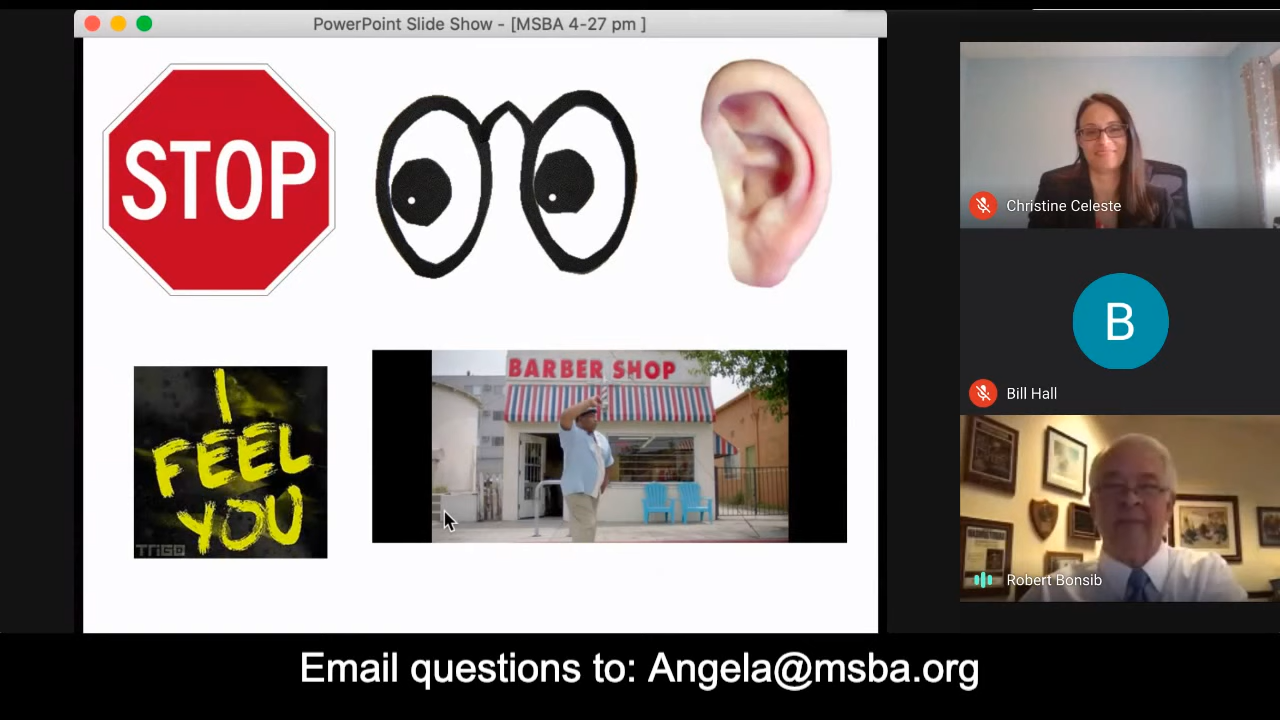 PowerPoint Slide Show - [MSBA 4-27 pm ]
STOP
I
FEEL
YOU
TRIGO
BARBER SHOP
Christine Celeste
B
Bill Hall
Robert Bonsib
Email questions to: Angela@msba.org